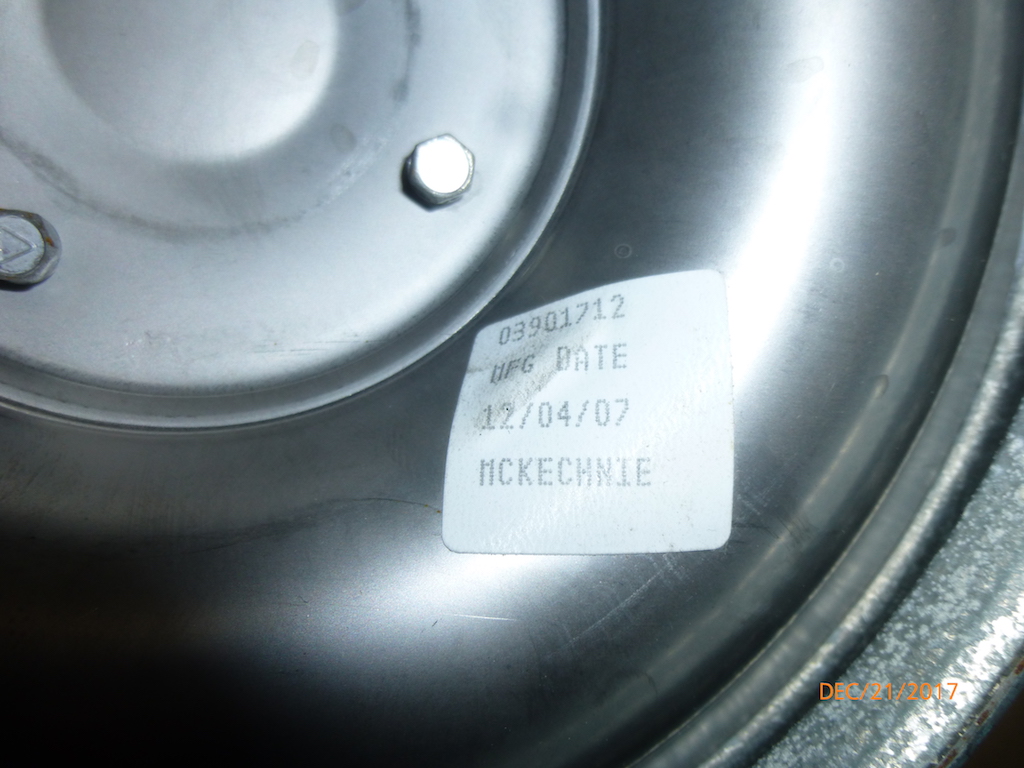 03901712
MFG DATE
12/04/07
MCKECHNIE
DEC/21/2017